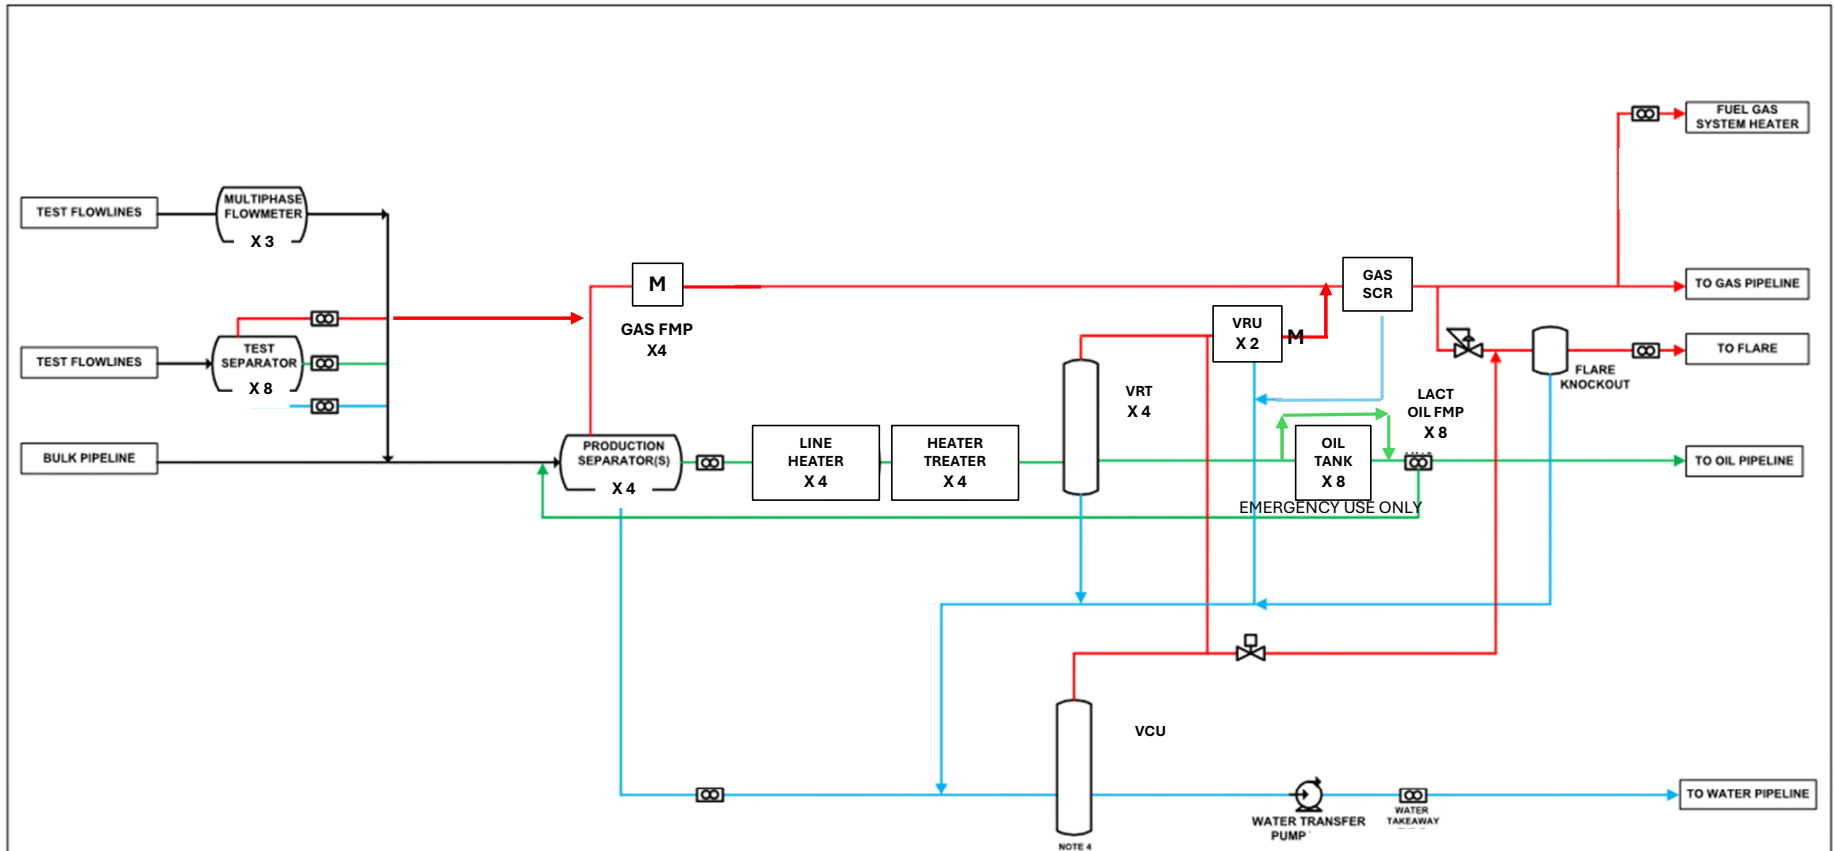 FUEL GAS
SYSTEM HEATER
TEST FLOWLINES
MULTIPHASE
FLOWMETER
X 3
GAS
SCR
TO GAS PIPELINE
M
GAS FMP
X4
VRU
X 2
M
TO FLARE
FLARE
KNOCKOUT
TEST FLOWLINES
TEST
SEPARATOR
X 8
VRT
X 4
LACT
OIL FMP
X 8
BULK PIPELINE
PRODUCTION
SEPARATOR(S)
X 4
LINE
HEATER
X 4
HEATER
TREATER
X 4
OIL
TANK
X 8
EMERGENCY USE ONLY
TO OIL PIPELINE
VCU
NOTE 4
WATER TRANSFER
PUMP
WATER
TAKEAWAY
TO WATER PIPELINE